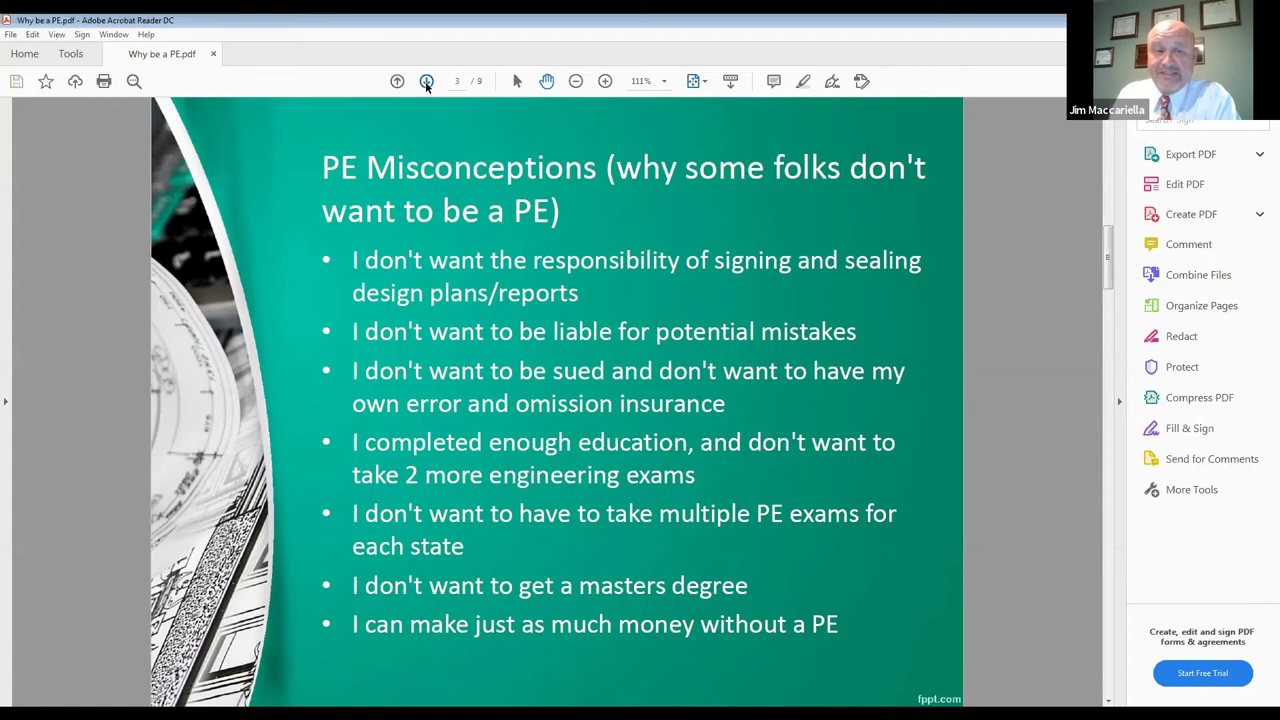 Why be a PE.pdf - Adobe Acrobat Reader DC
File Edit View Sign Window Help
Home Tools Why be a PE.pdf ×
3 / 9 111%
Jim Maccariella
PE Misconceptions (why some folks don't
want to be a PE)
• I don't want the responsibility of signing and sealing
design plans/reports
• I don't want to be liable for potential mistakes
• I don't want to be sued and don't want to have my
own error and omission insurance
• I completed enough education, and don't want to
take 2 more engineering exams
• I don't want to have to take multiple PE exams for
each state
• I don't want to get a masters degree
• I can make just as much money without a PE
fppt.com
Export PDF
Edit PDF
Create PDF
Comment
Combine Files
Organize Pages
Redact
Protect
Compress PDF
Fill & Sign
Send for Comments
More Tools
Create, edit and sign PDF
forms & agreements
Start Free Trial